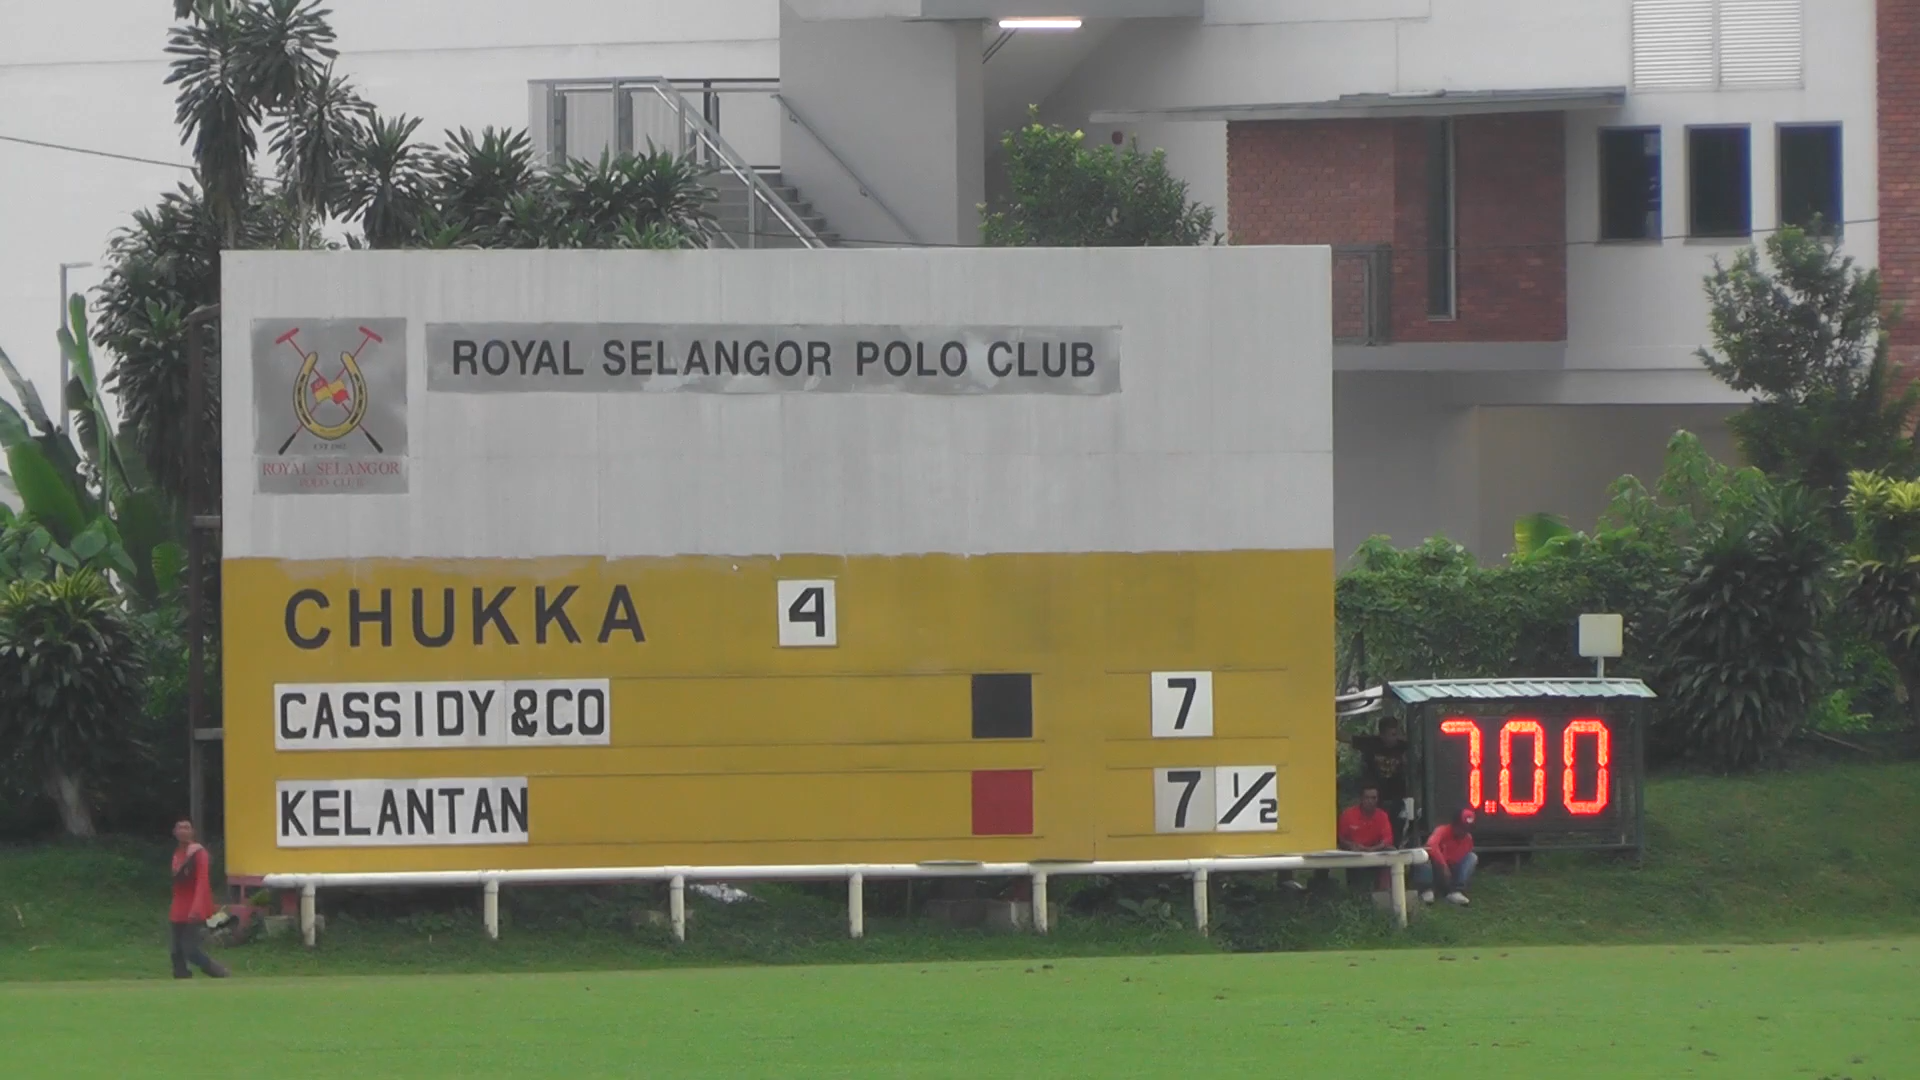 ROYAL SELANGOR POLO CLUB
ROYAL SELANGOR
POLO CLUB
CHUKKA 4
CASSIDY &CO 7
KELANTAN 7 1/2
7.00